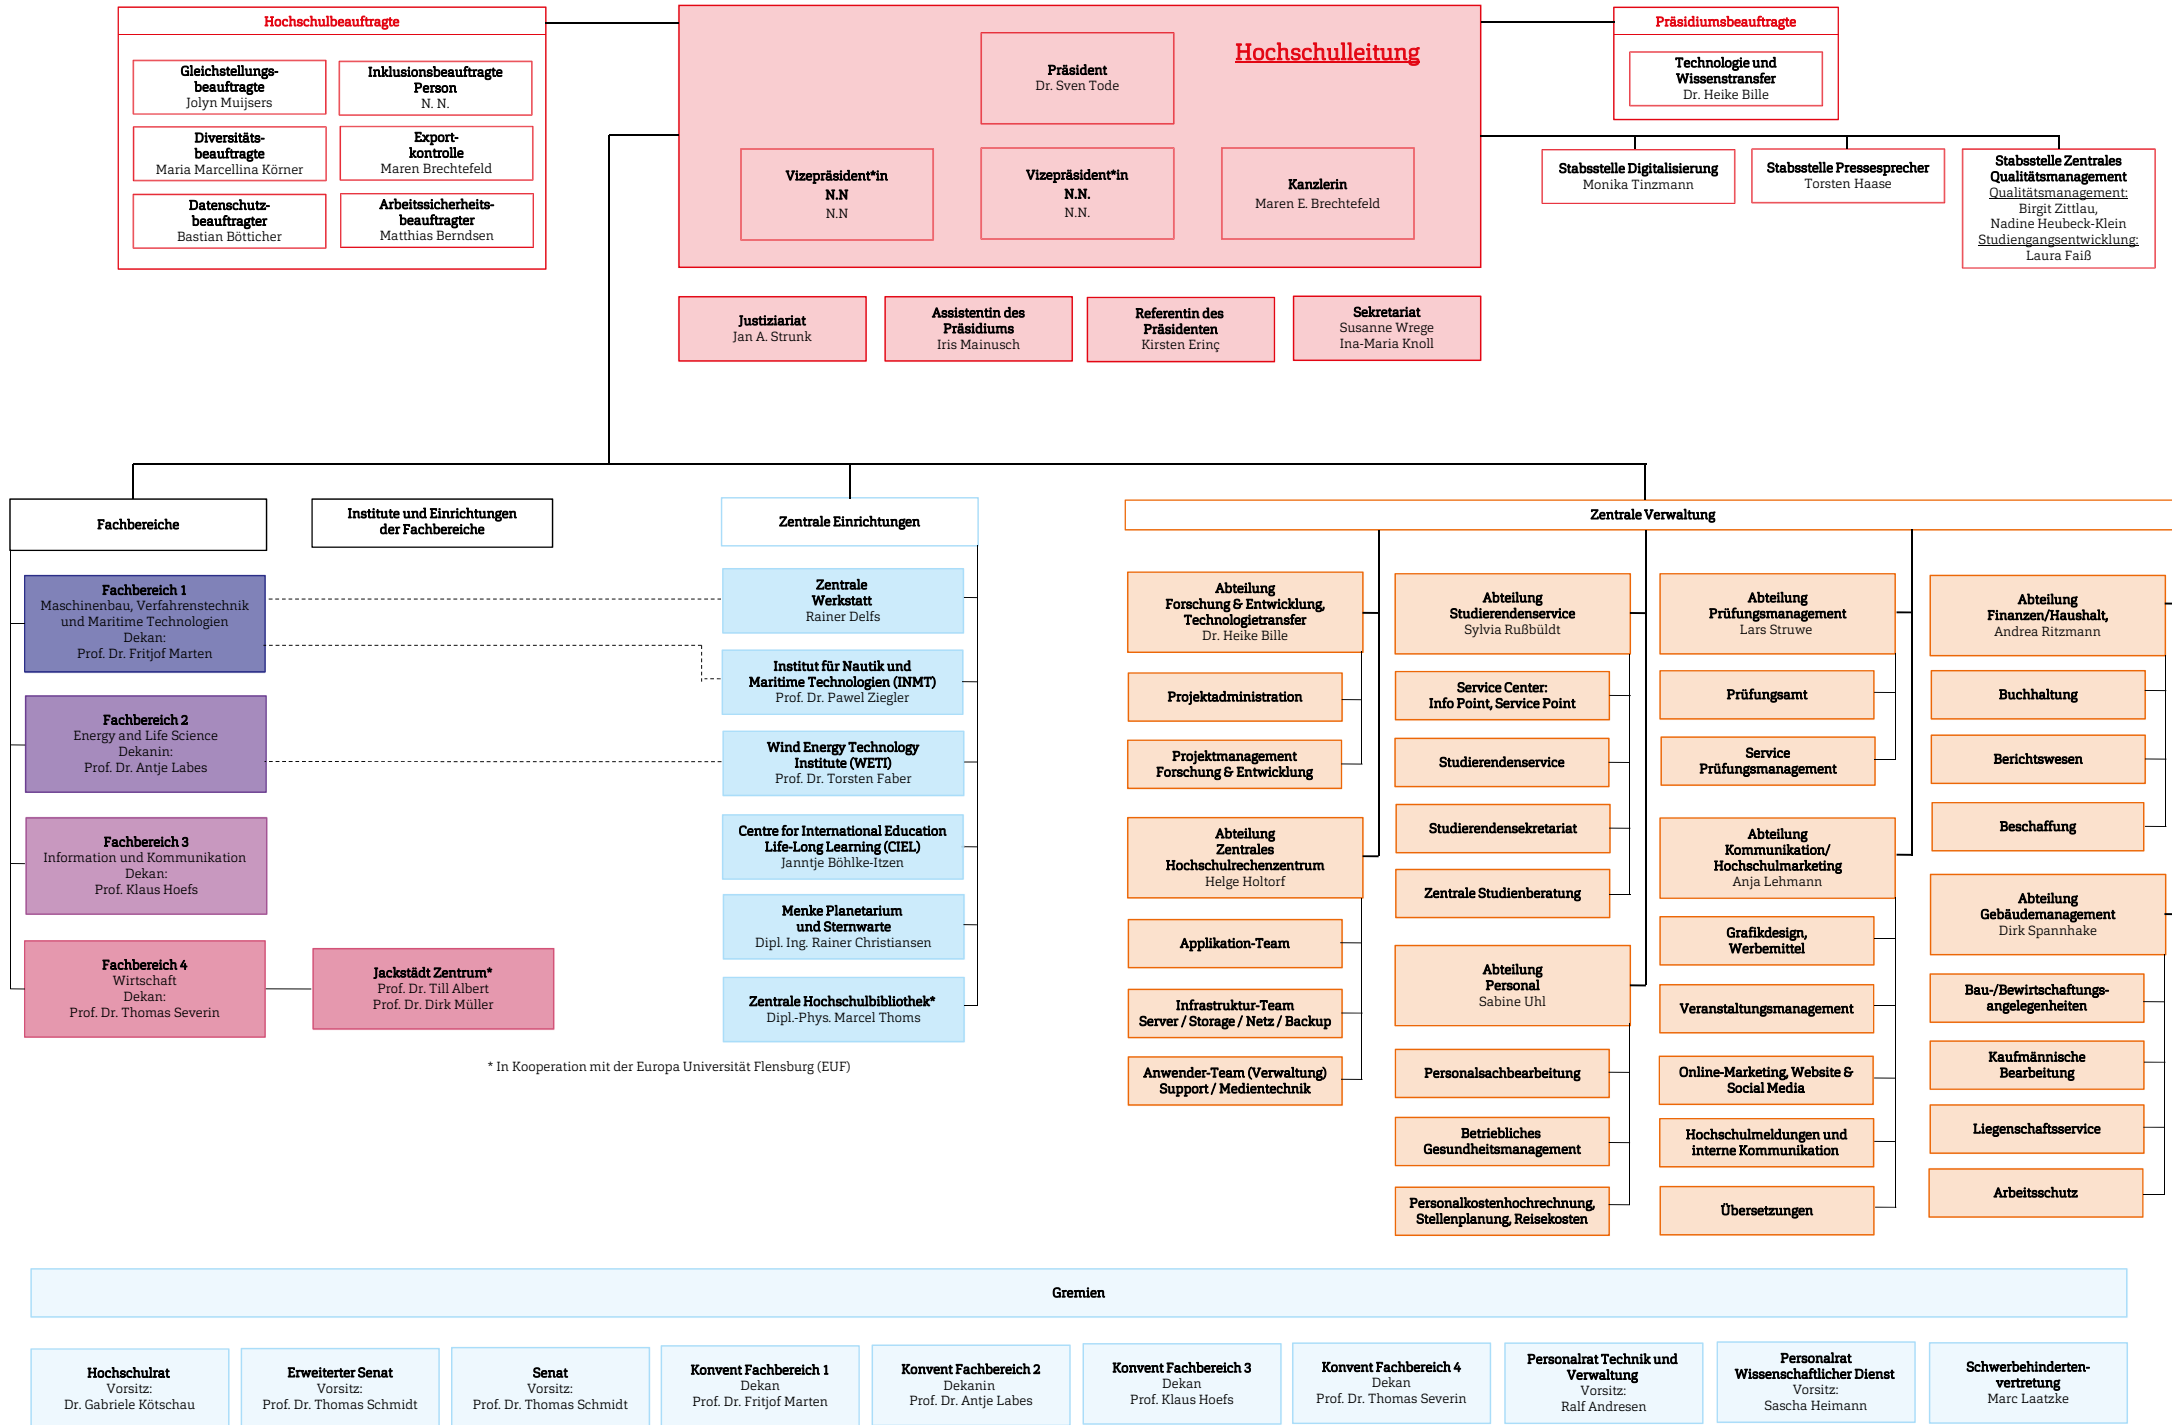 Hochschulbeauftragte
Gleichstellungs-
beauftragte
Jolyn Muijsers
Inklusionsbeauftragte
Person
N. N.
Diversitäts-
beauftragte
Maria Marcellina Körner
Export-
kontrolle
Maren Brechtefeld
Datenschutz-
beauftragter
Bastian Bötticher
Arbeitssicherheits-
beauftragter
Matthias Berndsen
Hochschulleitung
Präsident
Dr. Sven Tode
Vizepräsident*in
N.N
N.N
Vizepräsident*in
N.N.
N.N.
Kanzlerin
Maren E. Brechtefeld
Präsidiumsbeauftragte
Technologie und
Wissenstransfer
Dr. Heike Bille
Stabsstelle Digitalisierung
Monika Tinzmann
Stabsstelle Pressesprecher
Torsten Haase
Stabsstelle Zentrales
Qualitätsmanagement
Qualitätsmanagement:
Birgit Zittlau,
Nadine Heubeck-Klein
Studiengangsentwicklung:
Laura Faiß
Justiziariat
Jan A. Strunk
Assistentin des
Präsidiums
Iris Mainusch
Referentin des
Präsidenten
Kirsten Erinç
Sekretariat
Susanne Wrege
Ina-Maria Knoll
Fachbereiche
Fachbereich 1
Maschinenbau, Verfahrenstechnik
und Maritime Technologien
Dekan:
Prof. Dr. Fritjof Marten
Fachbereich 2
Energy and Life Science
Dekanin:
Prof. Dr. Antje Labes
Fachbereich 3
Information und Kommunikation
Dekan:
Prof. Klaus Hoefs
Fachbereich 4
Wirtschaft
Dekan:
Prof. Dr. Thomas Severin
Institute und Einrichtungen
der Fachbereiche
Jackstädt Zentrum*
Prof. Dr. Till Albert
Prof. Dr. Dirk Müller
Zentrale Einrichtungen
Zentrale
Werkstatt
Rainer Delfs
Institut für Nautik und
Maritime Technologien (INMT)
Prof. Dr. Pawel Ziegler
Wind Energy Technology
Institute (WETI)
Prof. Dr. Torsten Faber
Centre for International Education
Life-Long Learning (CIEL)
Janntje Böhlke-Itzen
Menke Planetarium
und Sternwarte
Dipl. Ing. Rainer Christiansen
Zentrale Hochschulbibliothek*
Dipl.-Phys. Marcel Thoms
* In Kooperation mit der Europa Universität Flensburg (EUF)
Zentrale Verwaltung
Abteilung
Forschung & Entwicklung,
Technologietransfer
Dr. Heike Bille
Projektadministration
Projektmanagement
Forschung & Entwicklung
Abteilung
Zentrales
Hochschulrechenzentrum
Helge Holtorf
Applikation-Team
Infrastruktur-Team
Server / Storage / Netz / Backup
Anwender-Team (Verwaltung)
Support / Medientechnik
Abteilung
Studierendenservice
Sylvia Rußbüldt
Service Center:
Info Point, Service Point
Studierendenservice
Studierendensekretariat
Zentrale Studienberatung
Abteilung
Personal
Sabine Uhl
Personalsachbearbeitung
Betriebliches
Gesundheitsmanagement
Personalkostenhochrechnung,
Stellenplanung, Reisekosten
Abteilung
Prüfungsmanagement
Lars Struwe
Prüfungsamt
Service
Prüfungsmanagement
Abteilung
Kommunikation/
Hochschulmarketing
Anja Lehmann
Grafikdesign,
Werbemittel
Veranstaltungsmanagement
Online-Marketing, Website &
Social Media
Hochschulmeldungen und
interne Kommunikation
Übersetzungen
Abteilung
Finanzen/Haushalt,
Andrea Ritzmann
Buchhaltung
Berichtswesen
Beschaffung
Abteilung
Gebäudemanagement
Dirk Spannhake
Bau-/Bewirtschaftungs-
angelegenheiten
Kaufmännische
Bearbeitung
Liegenschaftsservice
Arbeitsschutz
Gremien
Hochschulrat
Vorsitz:
Dr. Gabriele Kötschau
Erweiterter Senat
Vorsitz:
Prof. Dr. Thomas Schmidt
Senat
Vorsitz:
Prof. Dr. Thomas Schmidt
Konvent Fachbereich 1
Dekan
Prof. Dr. Fritjof Marten
Konvent Fachbereich 2
Dekanin
Prof. Dr. Antje Labes
Konvent Fachbereich 3
Dekan
Prof. Klaus Hoefs
Konvent Fachbereich 4
Dekan
Prof. Dr. Thomas Severin
Personalrat Technik und
Verwaltung
Vorsitz:
Ralf Andresen
Personalrat
Wissenschaftlicher Dienst
Vorsitz:
Sascha Heimann
Schwerbehinderten-
vertretung
Marc Laatzke